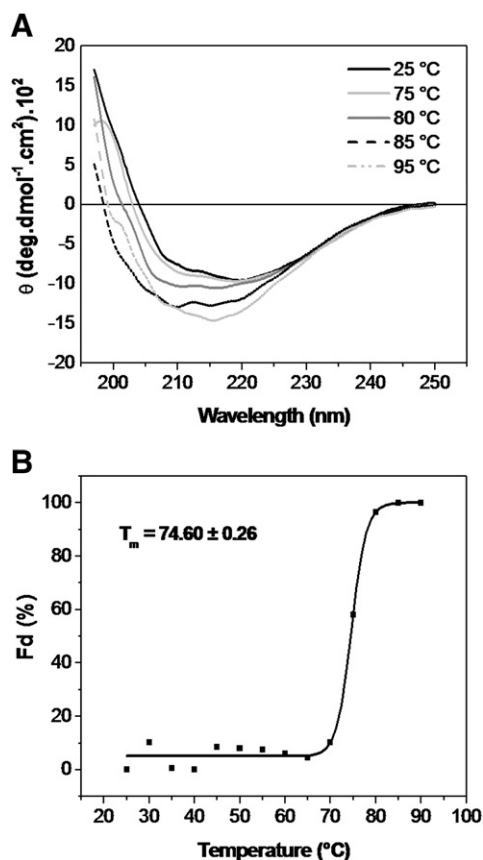 A
θ (deg.dmol⁻¹.cm²).10²
20
15
10
5
0
-5
-10
-15
-20
25 °C
75 °C
80 °C
85 °C
95 °C
200 210 220 230 240 250
Wavelength (nm)
B
Fd (%)
100
80
60
40
20
0
Tm = 74.60 ± 0.26
20 30 40 50 60 70 80 90 100
Temperature (°C)